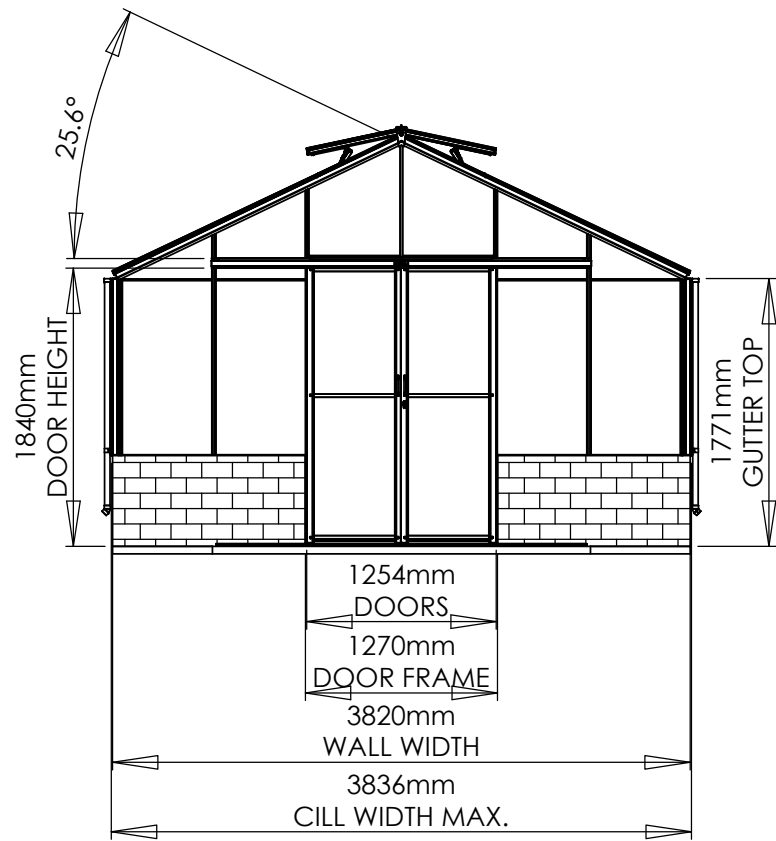 25.6°
1840mm
DOOR HEIGHT
1771mm
GUTTER TOP
1254mm
DOORS
1270mm
DOOR FRAME
3820mm
WALL WIDTH
3836mm
CILL WIDTH MAX.